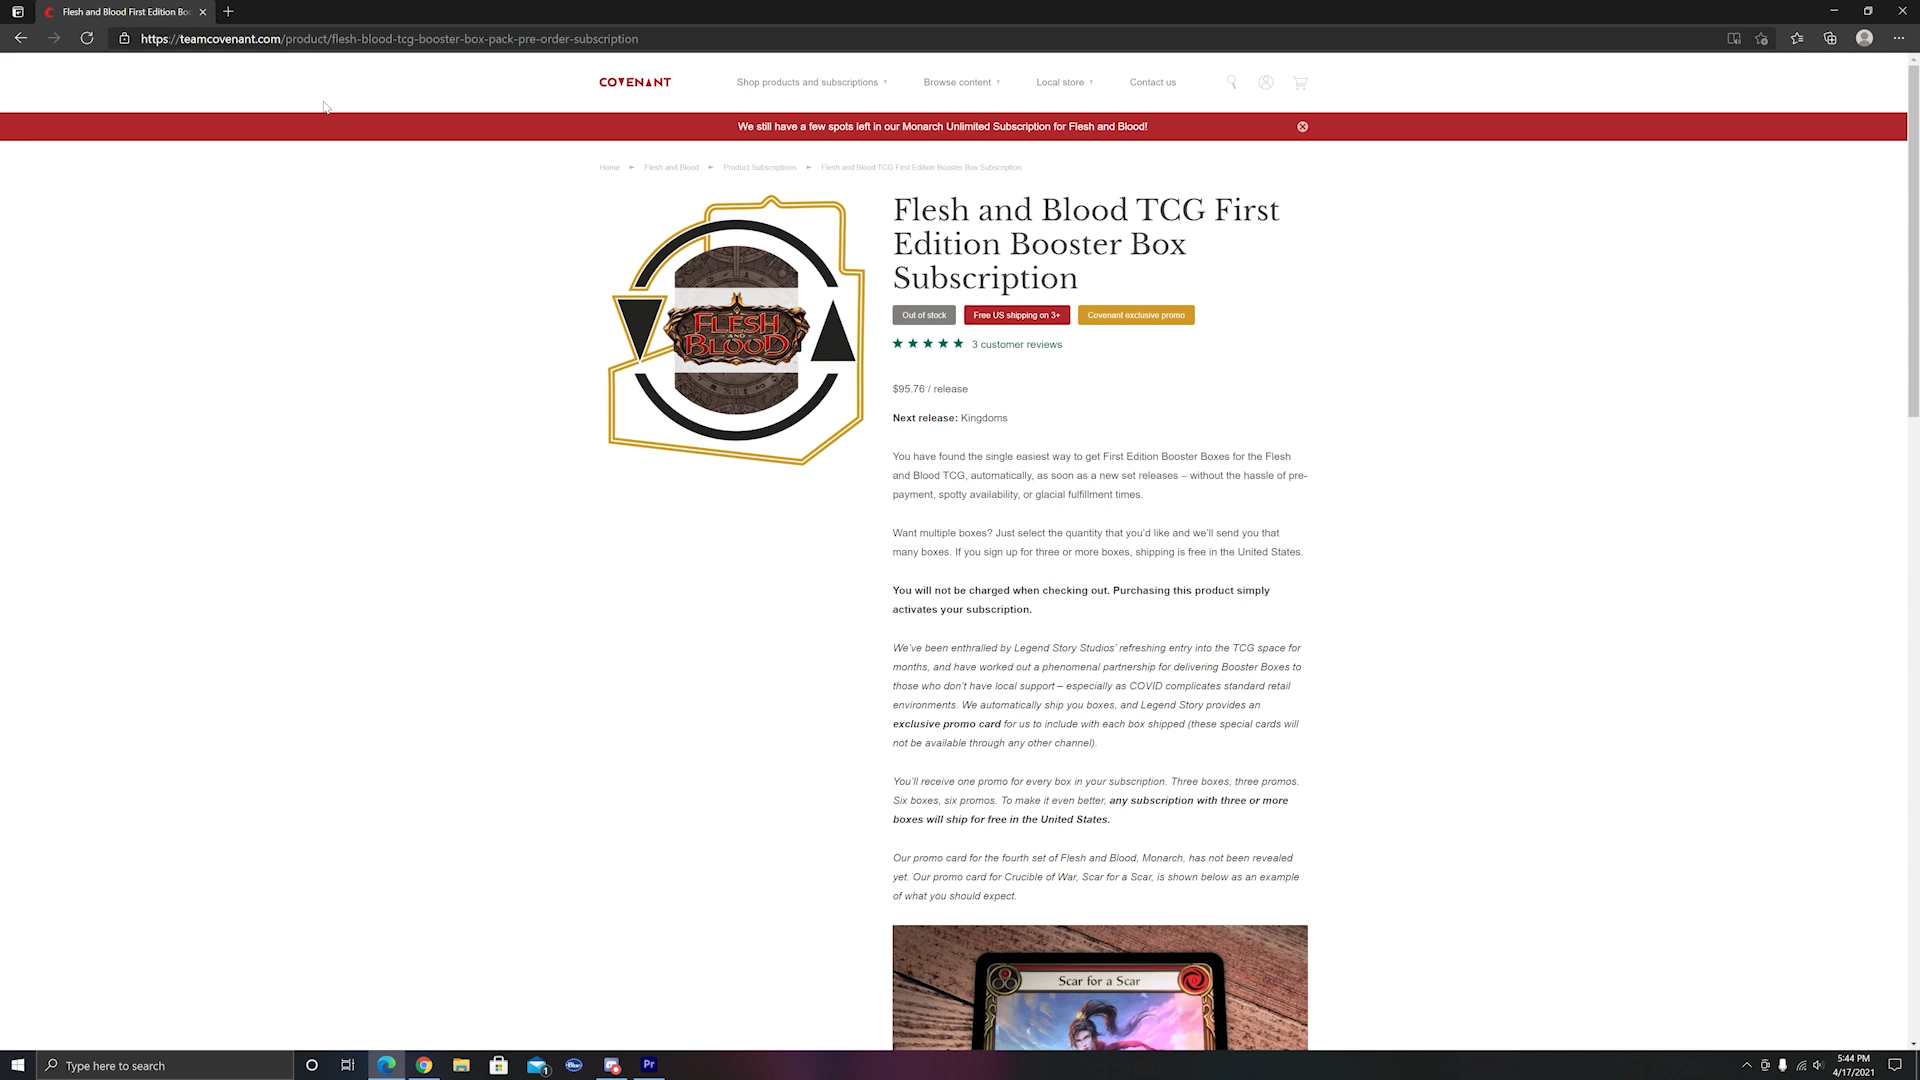 Flesh and Blood First Edition Boo
https://teamcovenant.com/product/flesh-blood-tcg-booster-box-pack-pre-order-subscription
COVENANT
Shop products and subscriptions
Browse content
Local store
Contact us
We still have a few spots left in our Monarch Unlimited Subscription for Flesh and Blood!
Home
Flesh and Blood
Product Subscriptions
Flesh and Blood TCG First Edition Booster Box Subscription
FLESH
AND
BLOOD
Flesh and Blood TCG First
Edition Booster Box
Subscription
Out of stock
Free US shipping on 3+
Covenant exclusive promo
3 customer reviews
$95.76 / release
Next release: Kingdoms
You have found the single easiest way to get First Edition Booster Boxes for the Flesh
and Blood TCG, automatically, as soon as a new set releases – without the hassle of pre-
payment, spotty availability, or glacial fulfillment times.
Want multiple boxes? Just select the quantity that you'd like and we'll send you that
many boxes. If you sign up for three or more boxes, shipping is free in the United States.
You will not be charged when checking out. Purchasing this product simply
activates your subscription.
We've been enthralled by Legend Story Studios' refreshing entry into the TCG space for
months, and have worked out a phenomenal partnership for delivering Booster Boxes to
those who don't have local support – especially as COVID complicates standard retail
environments. We automatically ship you boxes, and Legend Story provides an
exclusive promo card for us to include with each box shipped (these special cards will
not be available through any other channel).
You'll receive one promo for every box in your subscription. Three boxes, three promos.
Six boxes, six promos. To make it even better, any subscription with three or more
boxes will ship for free in the United States.
Our promo card for the fourth set of Flesh and Blood, Monarch, has not been revealed
yet. Our promo card for Crucible of War, Scar for a Scar, is shown below as an example
of what you should expect.
Scar for a Scar
Type here to search
1
Blue
Pr
5:44 PM
4/17/2021